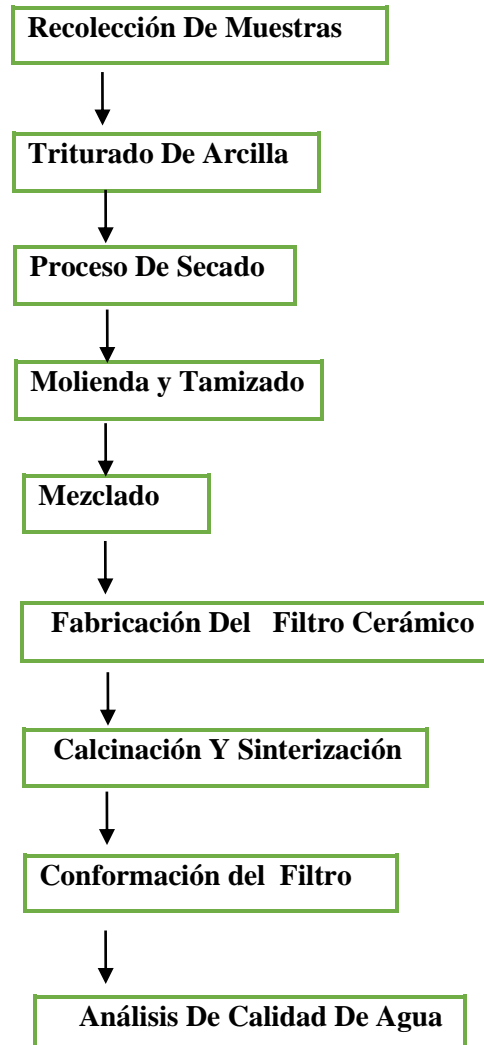 Recolección De Muestras
Triturado De Arcilla
Proceso De Secado
Molienda y Tamizado
Mezclado
Fabricación Del Filtro Cerámico
Calcinación Y Sinterización
Conformación del Filtro
Análisis De Calidad De Agua